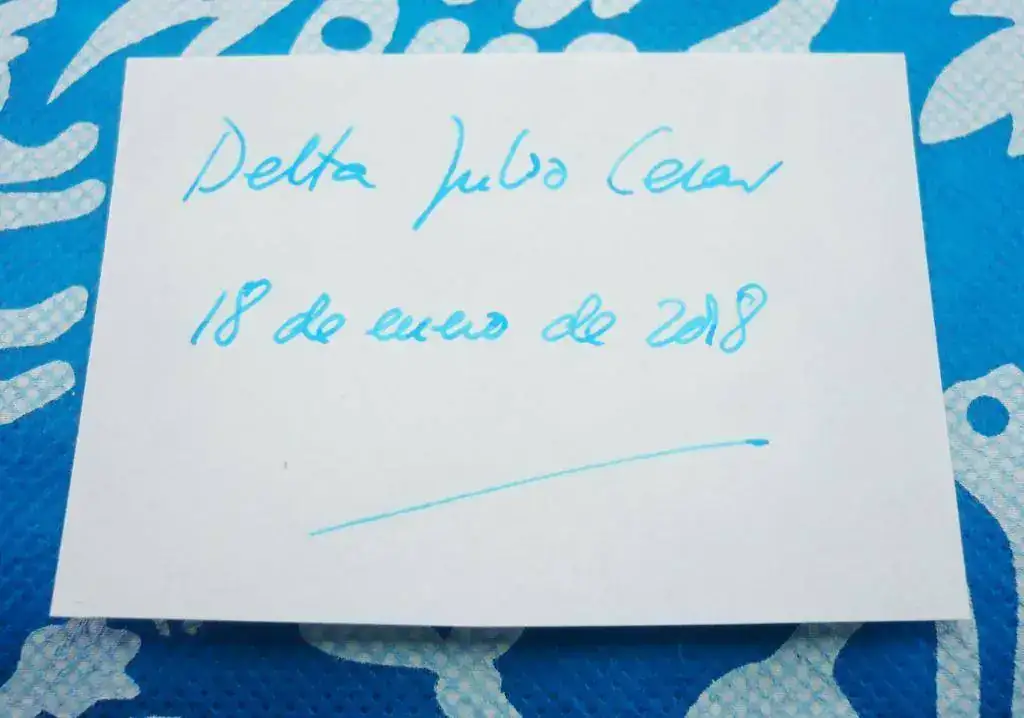 Delta Julio Cesar
18 de enero de 2018